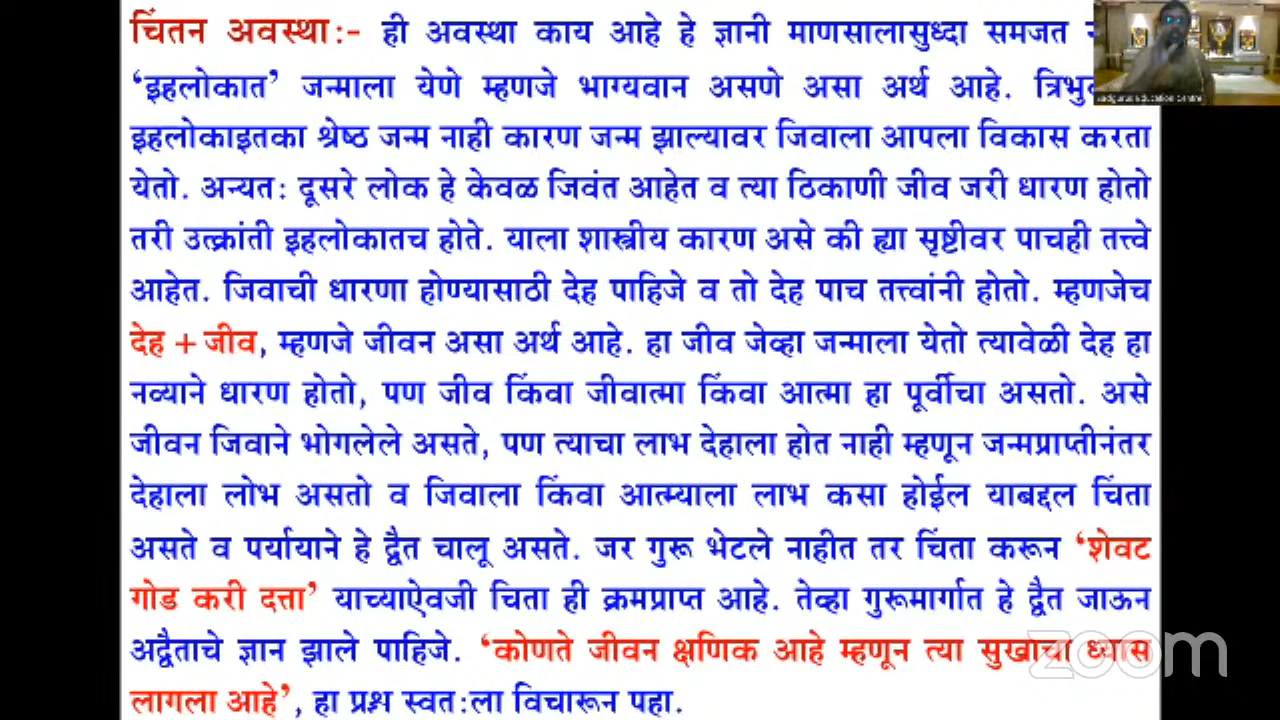 चिंतन अवस्था:- ही अवस्था काय आहे हे ज्ञानी माणसालासुध्दा समजत
‘इहलोकात’ जन्माला येणे म्हणजे भाग्यवान असणे असा अर्थ आहे.
इहलोकाइतका श्रेष्ठ जन्म नाही कारण जन्म झाल्यावर जिवाला आपला विकास करता
येतो. अन्यत: दूसरे लोक हे केवळ जिवंत आहेत व त्या ठिकाणी जीव जरी धारण होतो
तरी उत्क्रांती इहलोकातच होते. याला शास्त्रीय कारण असे की ह्या सृष्टीवर पाचही तत्त्वे
आहेत. जिवाची धारणा होण्यासाठी देह पाहिजे व तो देह पाच तत्त्वांनी होतो. म्हणजेच
देह + जीव, म्हणजे जीवन असा अर्थ आहे. हा जीव जेव्हा जन्माला येतो त्यावेळी देह हा
नव्याने धारण होतो, पण जीव किंवा जीवात्मा किंवा आत्मा हा पूर्वीचा असतो. असे
जीवन जिवाने भोगलेले असते, पण त्याचा लाभ देहाला होत नाही म्हणून जन्मप्राप्तीनंतर
देहाला लोभ असतो व जिवाला किंवा आत्म्याला लाभ कसा होईल याबद्दल चिंता
असते व पर्यायाने हे द्वैत चालू असते. जर गुरू भेटले नाहीत तर चिंता करून ‘शेवट
गोड करी दत्ता’ याच्याऐवजी चिता ही क्रमप्राप्त आहे. तेव्हा गुरूमार्गात हे द्वैत जाऊन
अद्वैताचे ज्ञान झाले पाहिजे. ‘कोणते जीवन क्षणिक आहे म्हणून त्या सुखाचा ध्यास
लागला आहे’, हा प्रश्न स्वत:ला विचारून पहा.
zoom